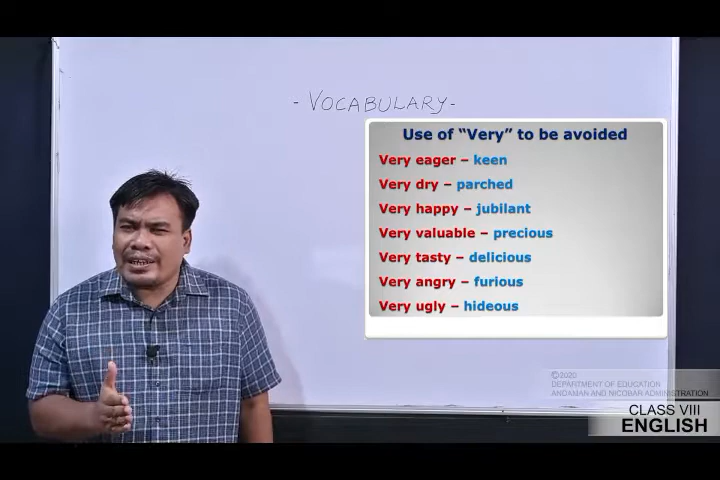 - VOCABULARY -
Use of “Very” to be avoided
Very eager – keen
Very dry – parched
Very happy – jubilant
Very valuable – precious
Very tasty – delicious
Very angry – furious
Very ugly – hideous
©2020
DEPARTMENT OF EDUCATION
ANDAMAN AND NICOBAR ADMINISTRATION
CLASS VIII
ENGLISH